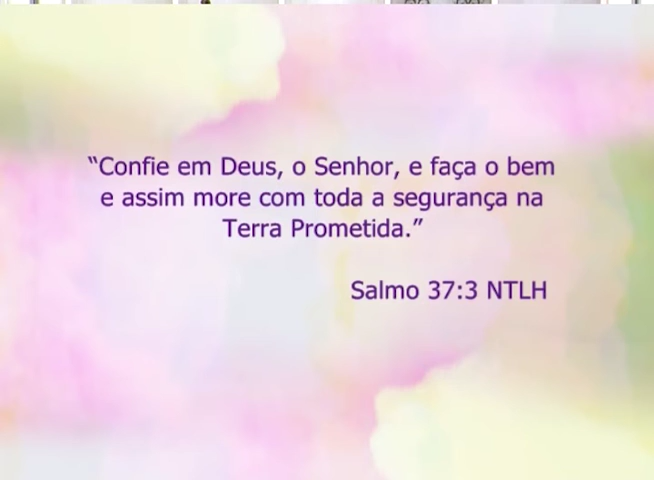 “Confie em Deus, o Senhor, e faça o bem
e assim more com toda a segurança na
Terra Prometida.”
Salmo 37:3 NTLH